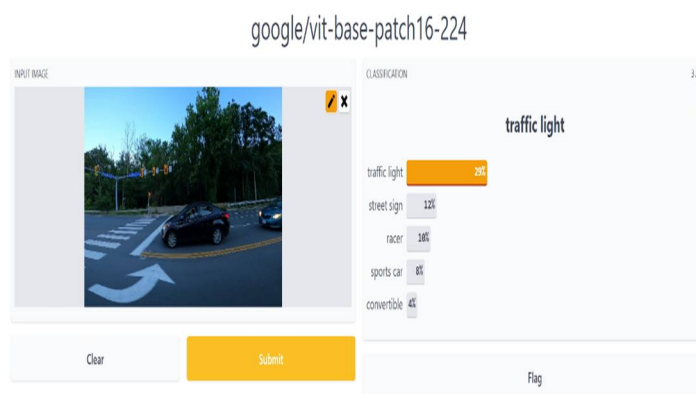 google/vit-base-patch16-224
INPUT IMAGE
CLASSIFICATION
3.
traffic light
traffic light 29%
street sign 12%
racer 10%
sports car 8%
convertible 4%
Clear
Submit
Flag